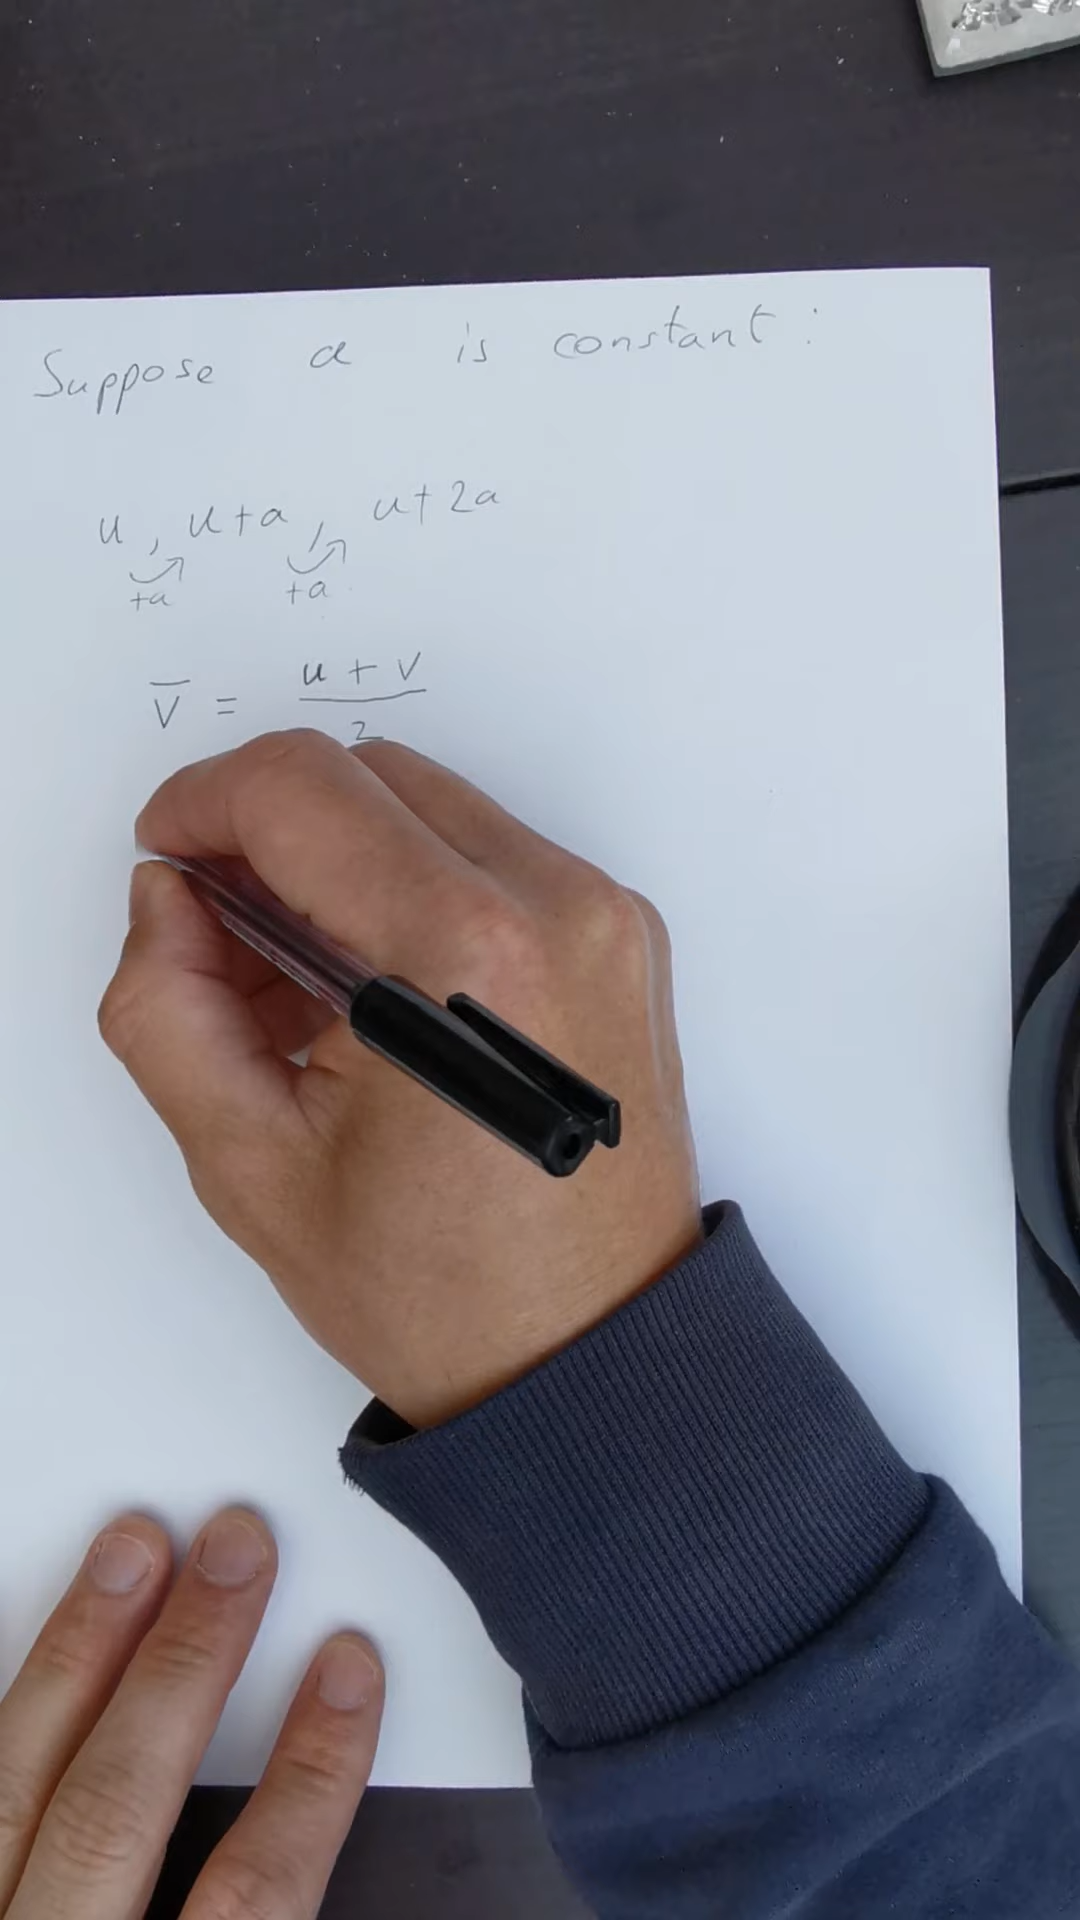 Suppose a is constant:
u, u+a, u+2a
+a +a
v̅ = u + v
2